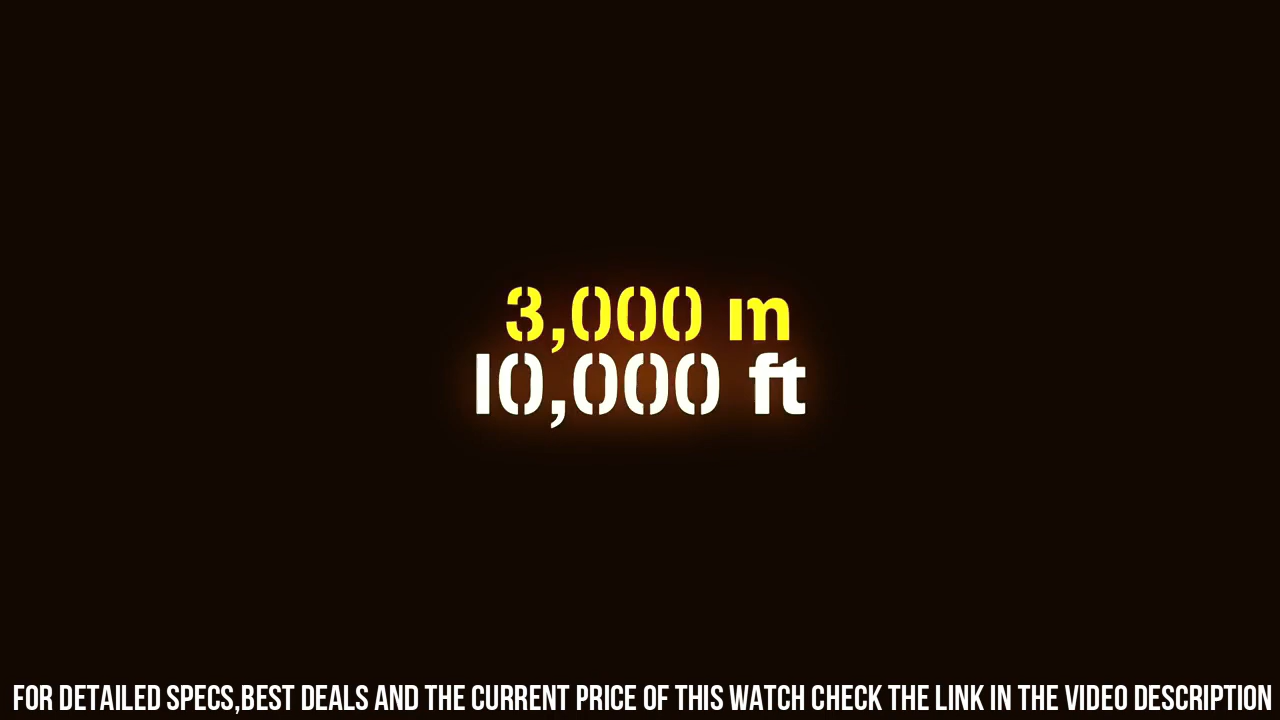 3,000 m
10,000 ft
FOR DETAILED SPECS,BEST DEALS AND THE CURRENT PRICE OF THIS WATCH CHECK THE LINK IN THE VIDEO DESCRIPTION